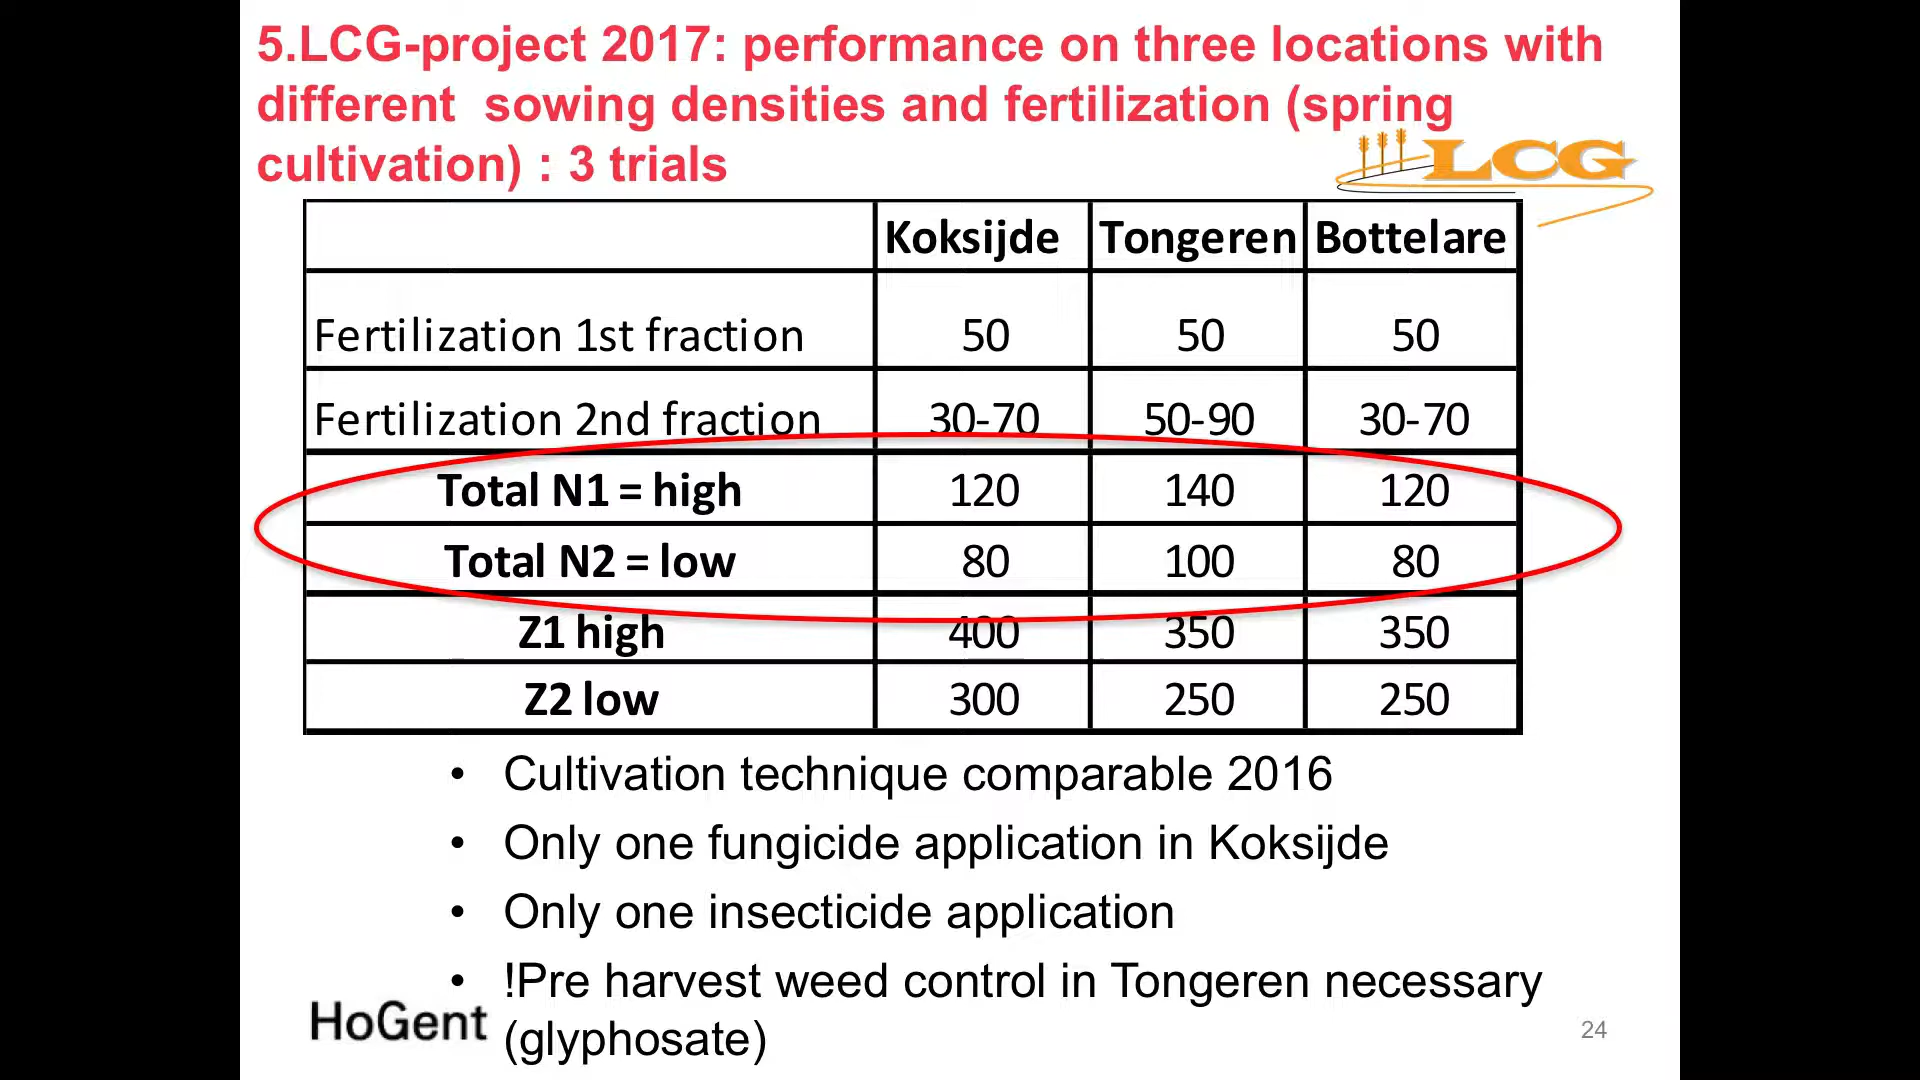 5.LCG-project 2017: performance on three locations with
different  sowing densities and fertilization (spring
cultivation) : 3 trials
LCG
Koksijde Tongeren Bottelare
Fertilization 1st fraction 50 50 50
Fertilization 2nd fraction 30-70 50-90 30-70
Total N1 = high 120 140 120
Total N2 = low 80 100 80
Z1 high 400 350 350
Z2 low 300 250 250
• Cultivation technique comparable 2016
• Only one fungicide application in Koksijde
• Only one insecticide application
• !Pre harvest weed control in Tongeren necessary
(glyphosate)
HoGent
24